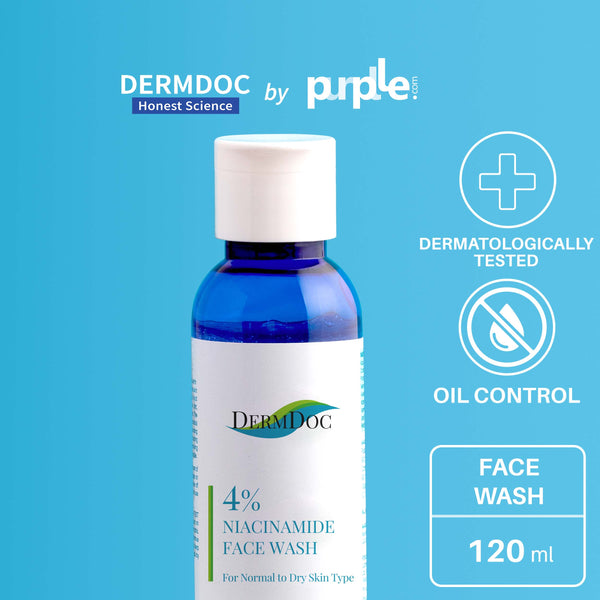 DERMDOC
Honest Science
by
purplle.com
DERMATOLOGICALLY
TESTED
OIL CONTROL
DERMDOC
4%
NIACINAMIDE
FACE WASH
For Normal to Dry Skin Type
FACE
WASH
120 ml